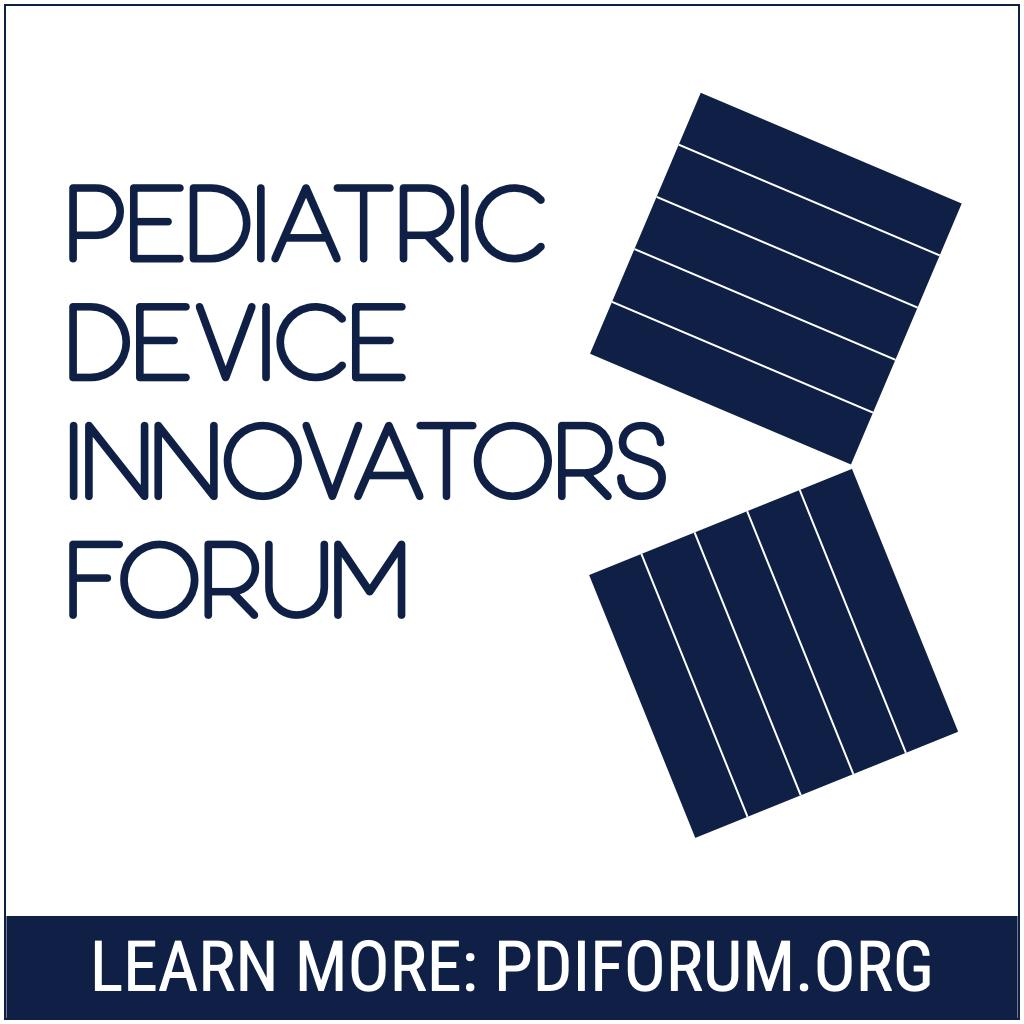 PEDIATRIC
DEVICE
INNOVATORS
FORUM
LEARN MORE: PDIFORUM.ORG